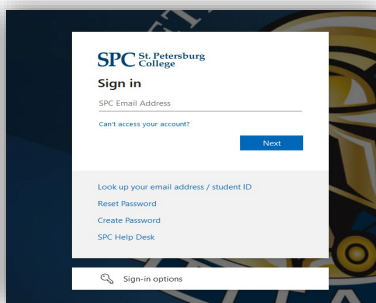 SPC St. Petersburg
College
Sign in
SPC Email Address
Can't access your account?
Next
Look up your email address / student ID
Reset Password
Create Password
SPC Help Desk
Sign-in options